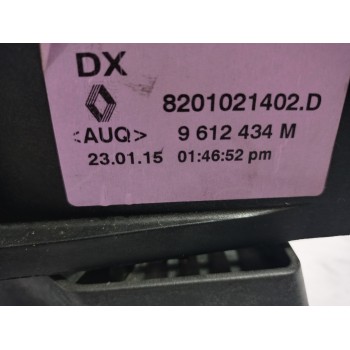 DX
8201021402.D
<AUQ> 9 612 434 M
23.01.15 01:46:52 pm